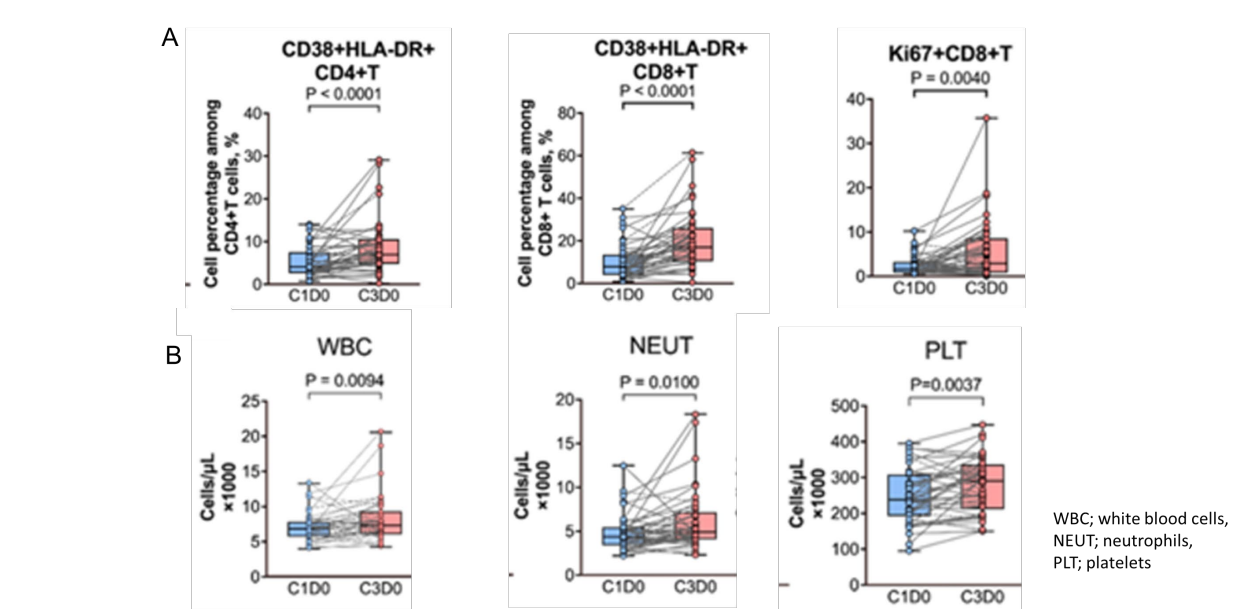 A
CD38+HLA-DR+
CD4+T
P < 0.0001
Cell percentage among
CD4+T cells, %
40
30
20
10
0
C1D0 C3D0
CD38+HLA-DR+
CD8+T
P < 0.0001
Cell percentage among
CD8+ T cells, %
80
60
40
20
0
C1D0 C3D0
Ki67+CD8+T
P = 0.0040
40
30
20
10
0
C1D0 C3D0
B
WBC
P = 0.0094
Cells/µL
×1000
25
20
15
10
5
0
C1D0 C3D0
NEUT
P = 0.0100
Cells/µL
×1000
20
15
10
5
0
C1D0 C3D0
PLT
P=0.0037
Cells/µL
×1000
500
400
300
200
100
0
C1D0 C3D0
WBC; white blood cells,
NEUT; neutrophils,
PLT; platelets